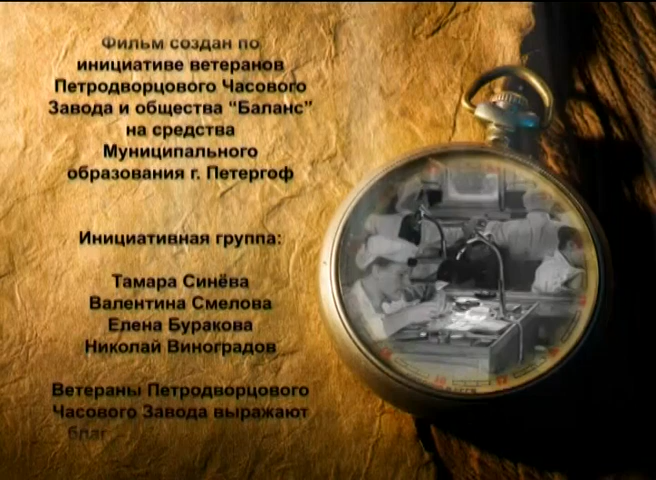 Фильм создан по
инициативе ветеранов
Петродворцового Часового
Завода и общества “Баланс”
на средства
Муниципального
образования г. Петергоф
Инициативная группа:
Тамара Синёва
Валентина Смелова
Елена Буракова
Николай Виноградов
Ветераны Петродворцового
Часового Завода выражают